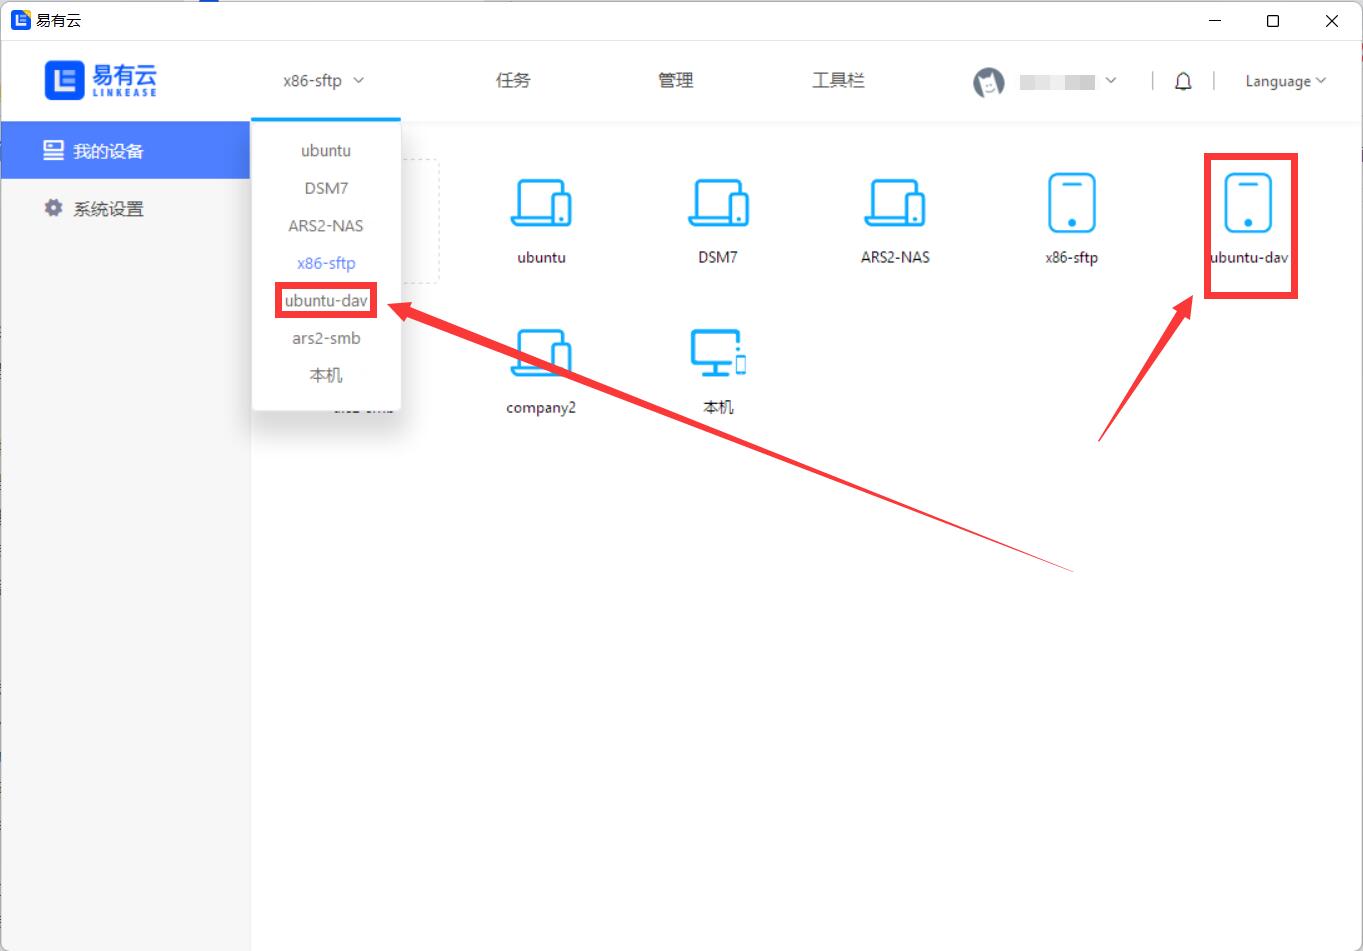 易有云
易有云
LINKEASE
x86-sftp
任务
管理
工具栏
Language
我的设备
系统设置
ubuntu
DSM7
ARS2-NAS
x86-sftp
ubuntu-dav
ars2-smb
本机
ubuntu
DSM7
ARS2-NAS
x86-sftp
ubuntu-dav
company2
本机